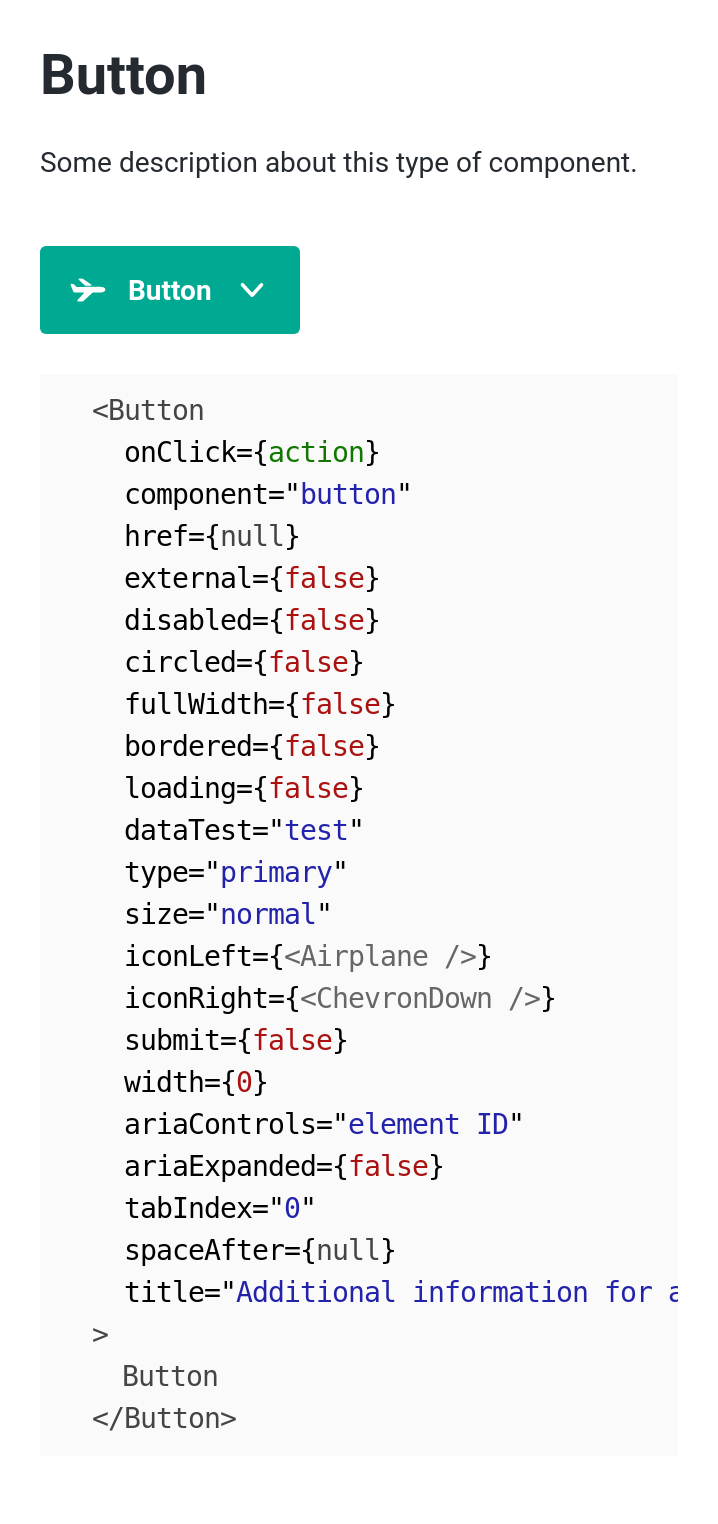 Button
Some description about this type of component.
Button
<Button
onClick={action}
component="button"
href={null}
external={false}
disabled={false}
circled={false}
fullWidth={false}
bordered={false}
loading={false}
dataTest="test"
type="primary"
size="normal"
iconLeft={<Airplane />}
iconRight={<ChevronDown />}
submit={false}
width={0}
ariaControls="element ID"
ariaExpanded={false}
tabIndex="0"
spaceAfter={null}
title="Additional information for
>
Button
</Button>